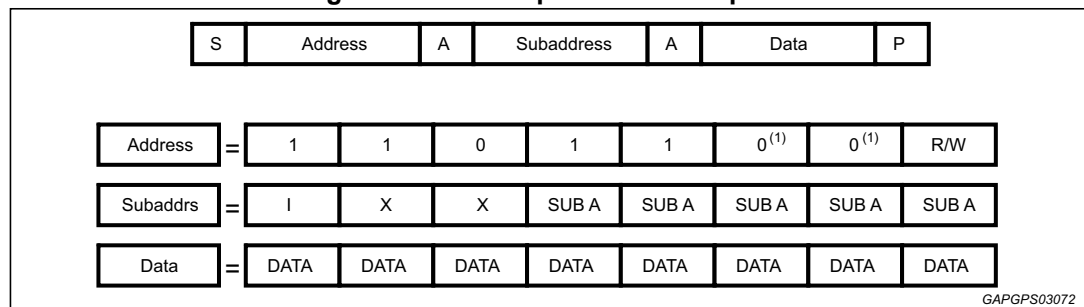 S Address A Subaddress A Data P
Address = 1 1 0 1 1 0(1) 0(1) R/W
Subaddrs = I X X SUB A SUB A SUB A SUB A SUB A
Data = DATA DATA DATA DATA DATA DATA DATA DATA
GAPGPS03072